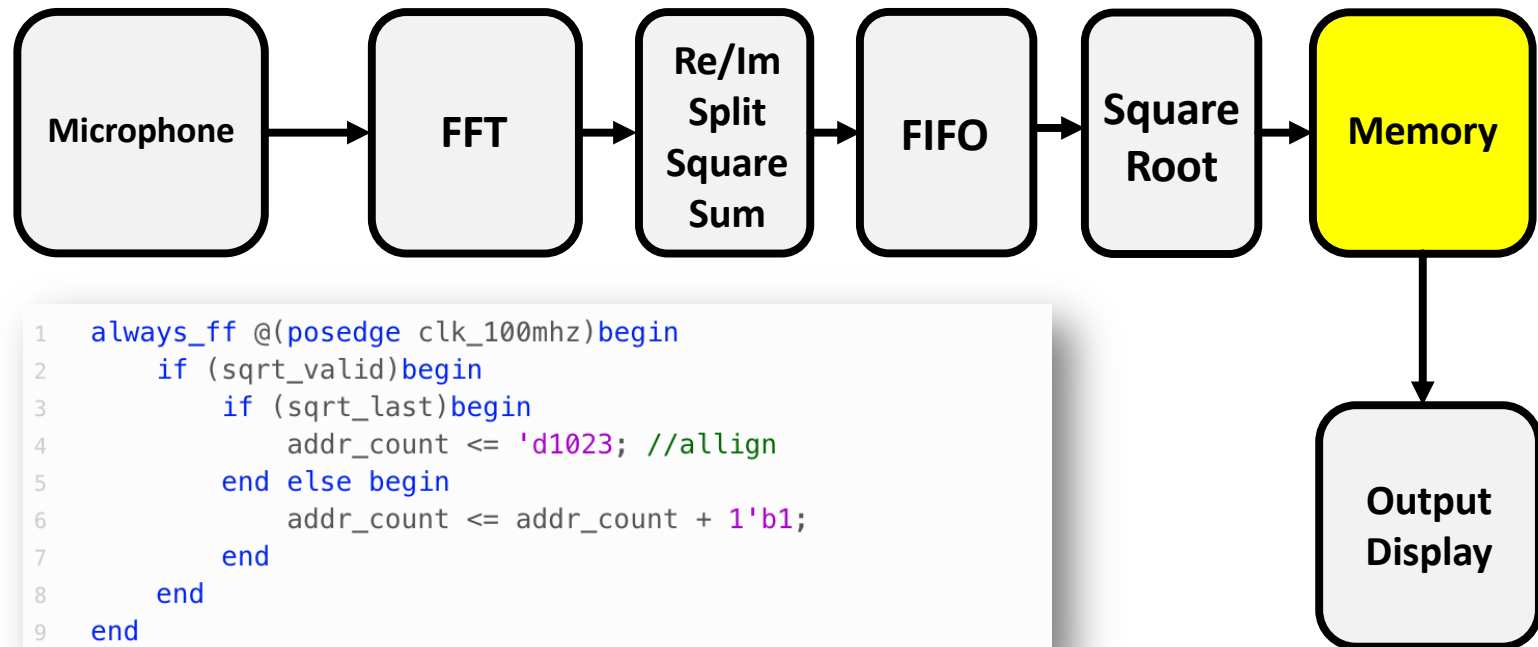 Microphone
FFT
Re/Im
Split
Square
Sum
FIFO
Square
Root
Memory
1 always_ff @(posedge clk_100mhz)begin
2 if (sqrt_valid)begin
3 if (sqrt_last)begin
4 addr_count <= 'd1023; //allign
5 end else begin
6 addr_count <= addr_count + 1'b1;
7 end
8 end
9 end
Output
Display